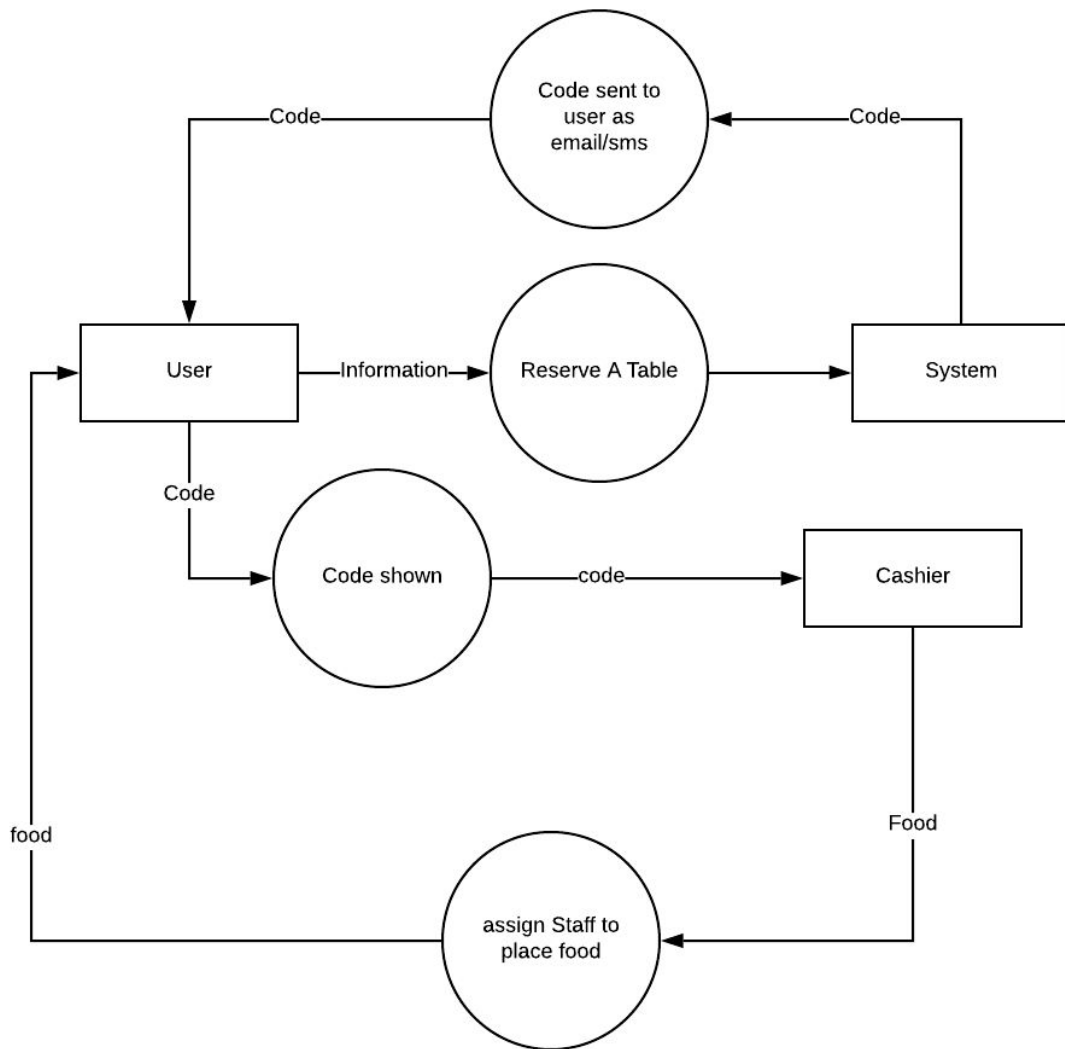 Code sent to
user as
email/sms
Code
Code
User
Information
Reserve A Table
System
Code
Code shown
code
Cashier
food
Food
assign Staff to
place food